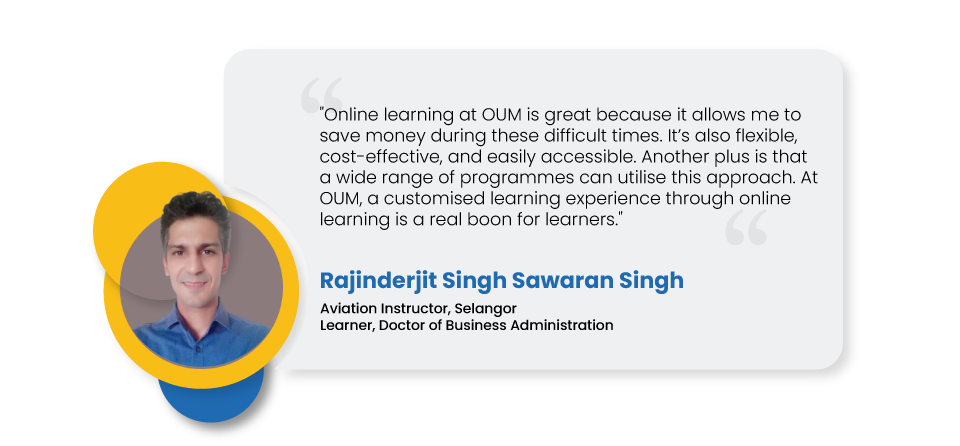 "Online learning at OUM is great because it allows me to
save money during these difficult times. It’s also flexible,
cost-effective, and easily accessible. Another plus is that
a wide range of programmes can utilise this approach. At
OUM, a customised learning experience through online
learning is a real boon for learners."
Rajinderjit Singh Sawaran Singh
Aviation Instructor, Selangor
Learner, Doctor of Business Administration